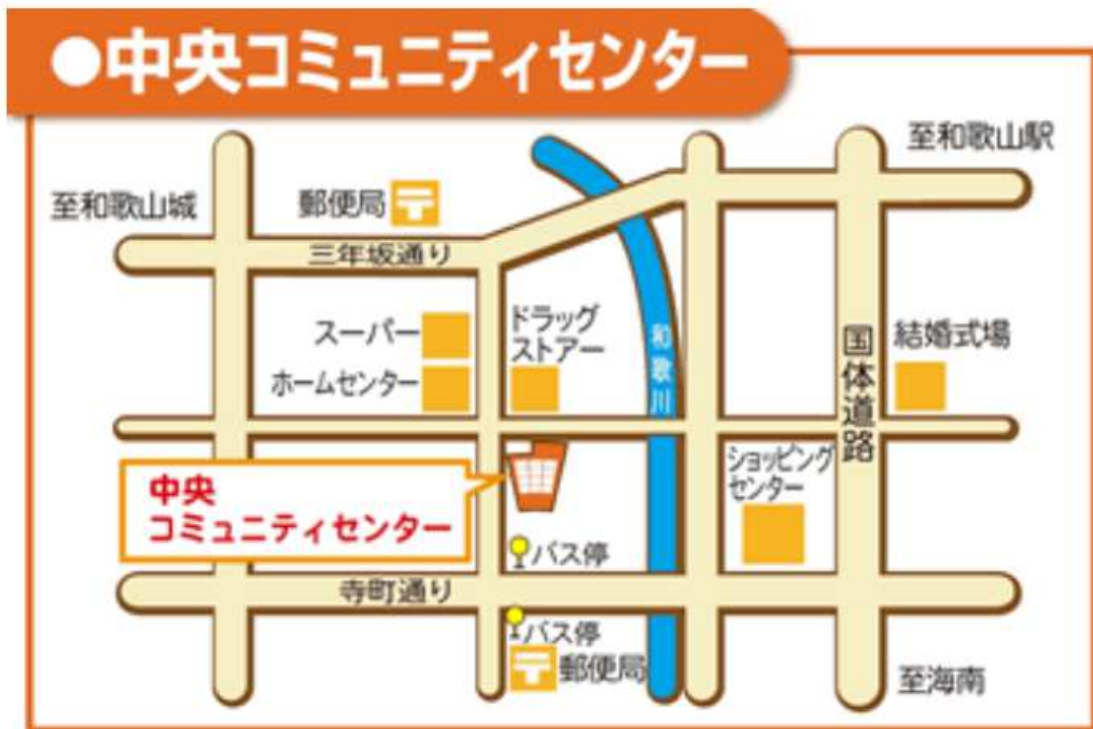 ●中央コミュニティセンター
至和歌山駅
至和歌山城
郵便局
三年坂通り
スーパー
ホームセンター
ドラッグ
ストアー
和歌川
国体道路
結婚式場
中央
コミュニティセンター
ショッピング
センター
バス停
寺町通り
バス停
郵便局
至海南